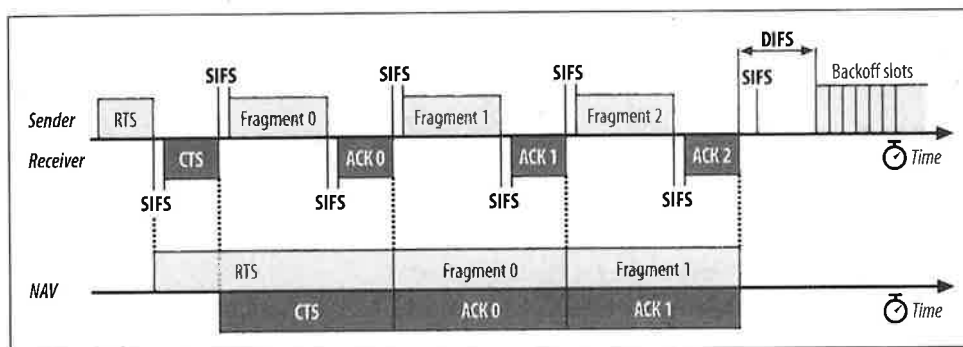 DIFS
SIFS SIFS SIFS SIFS Backoff slots
Sender RTS Fragment 0 Fragment 1 Fragment 2
Receiver CTS ACK 0 ACK 1 ACK 2 Time
SIFS SIFS SIFS SIFS
RTS Fragment 0 Fragment 1
NAV
CTS ACK 0 ACK 1 Time